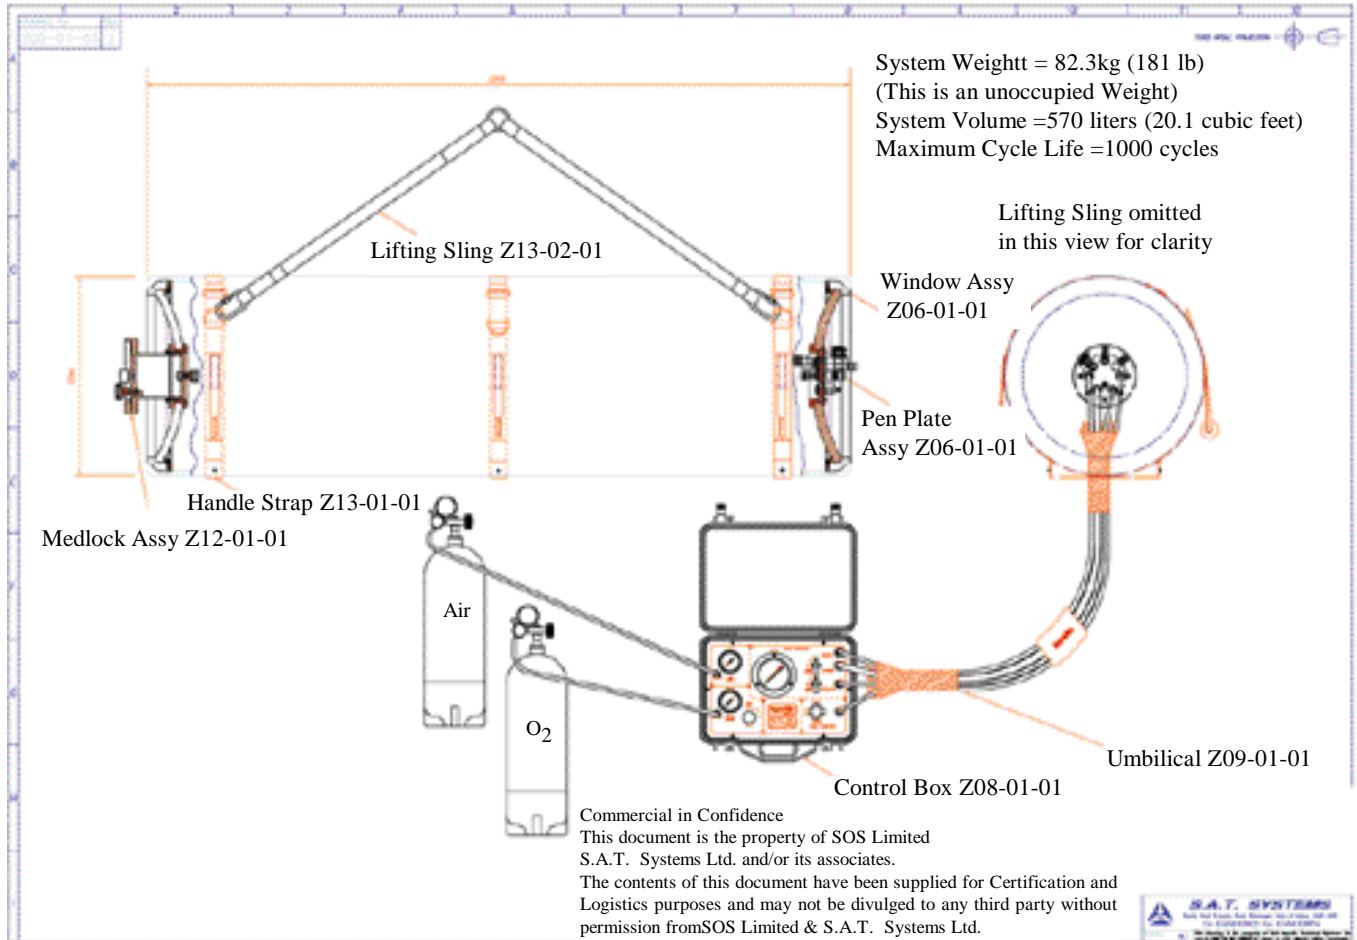 System Weightt = 82.3kg (181 lb)
(This is an unoccupied Weight)
System Volume =570 liters (20.1 cubic feet)
Maximum Cycle Life =1000 cycles
Lifting Sling omitted
in this view for clarity
Lifting Sling Z13-02-01
Window Assy
Z06-01-01
Pen Plate
Assy Z06-01-01
Handle Strap Z13-01-01
Medlock Assy Z12-01-01
Air
O2
Umbilical Z09-01-01
Control Box Z08-01-01
Commercial in Confidence
This document is the property of SOS Limited
S.A.T. Systems Ltd. and/or its associates.
The contents of this document have been supplied for Certification and
Logistics purposes and may not be divulged to any third party without
permission fromSOS Limited & S.A.T. Systems Ltd.
S.A.T. SYSTEMS